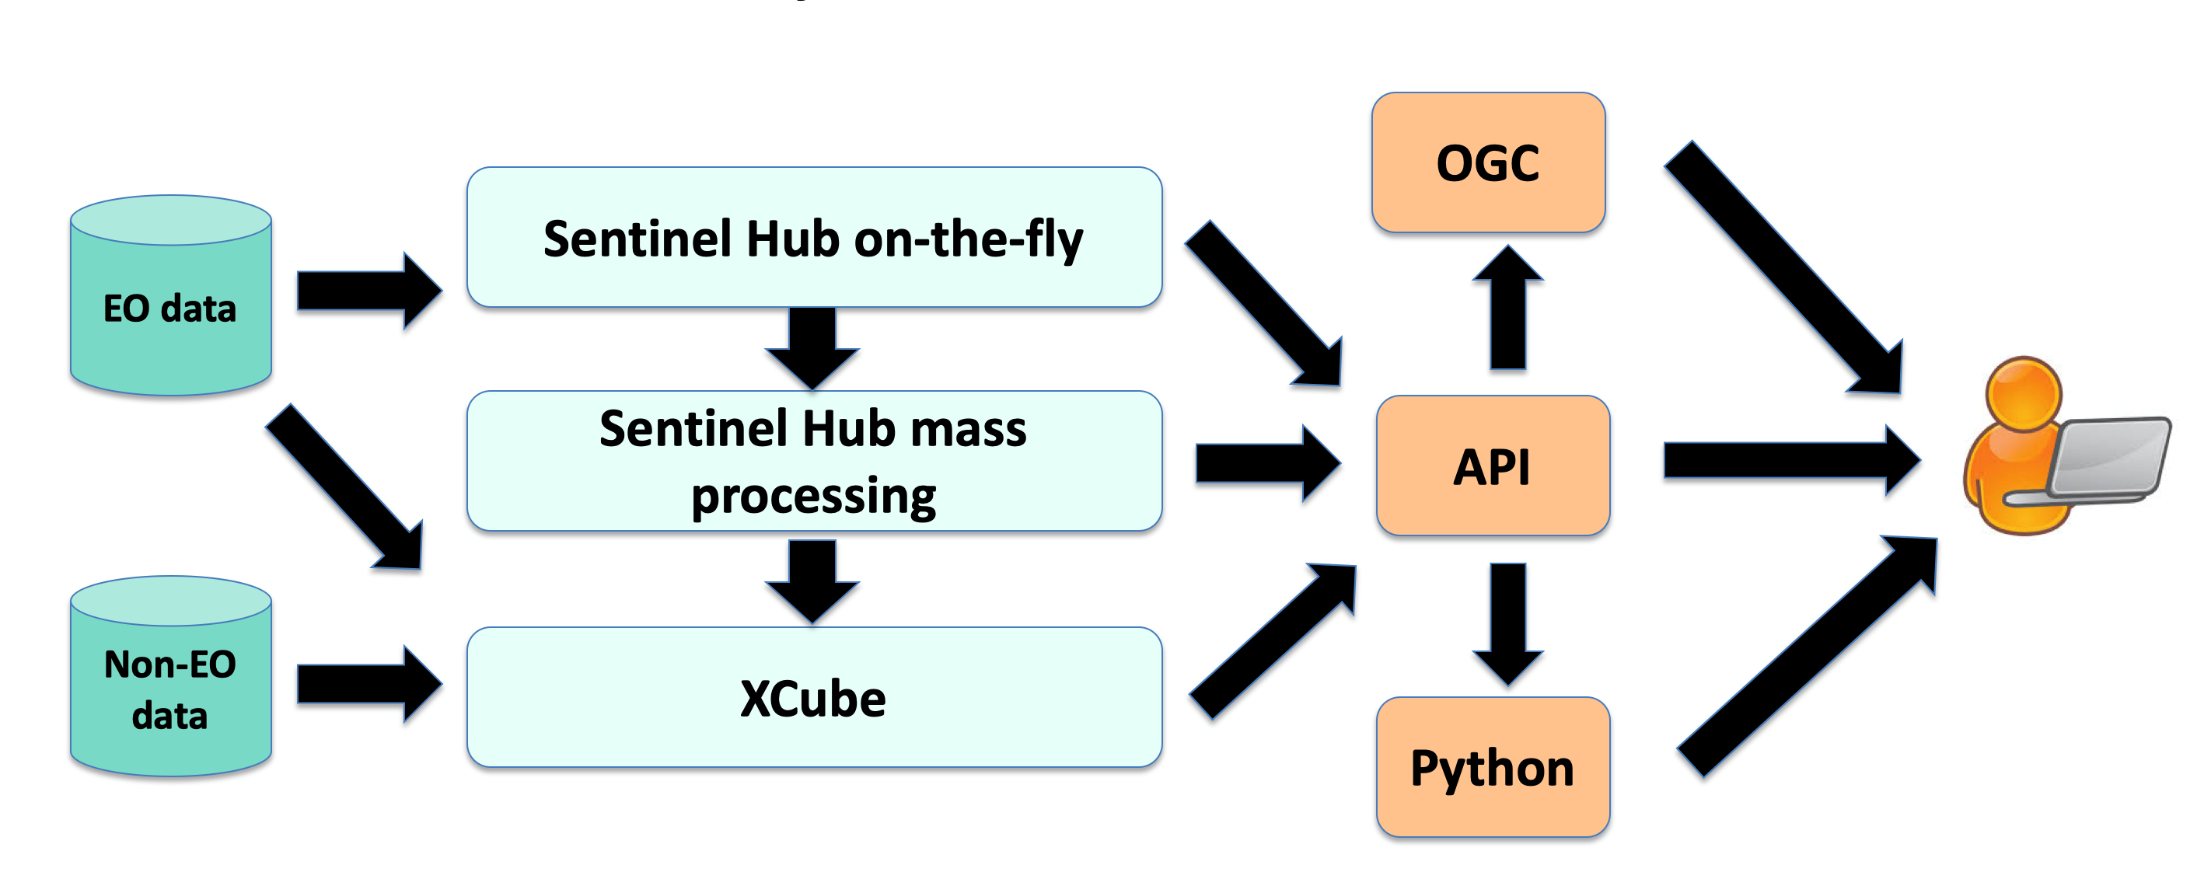 OGC
Sentinel Hub on-the-fly
EO data
Sentinel Hub mass
processing
API
Non-EO
data
XCube
Python